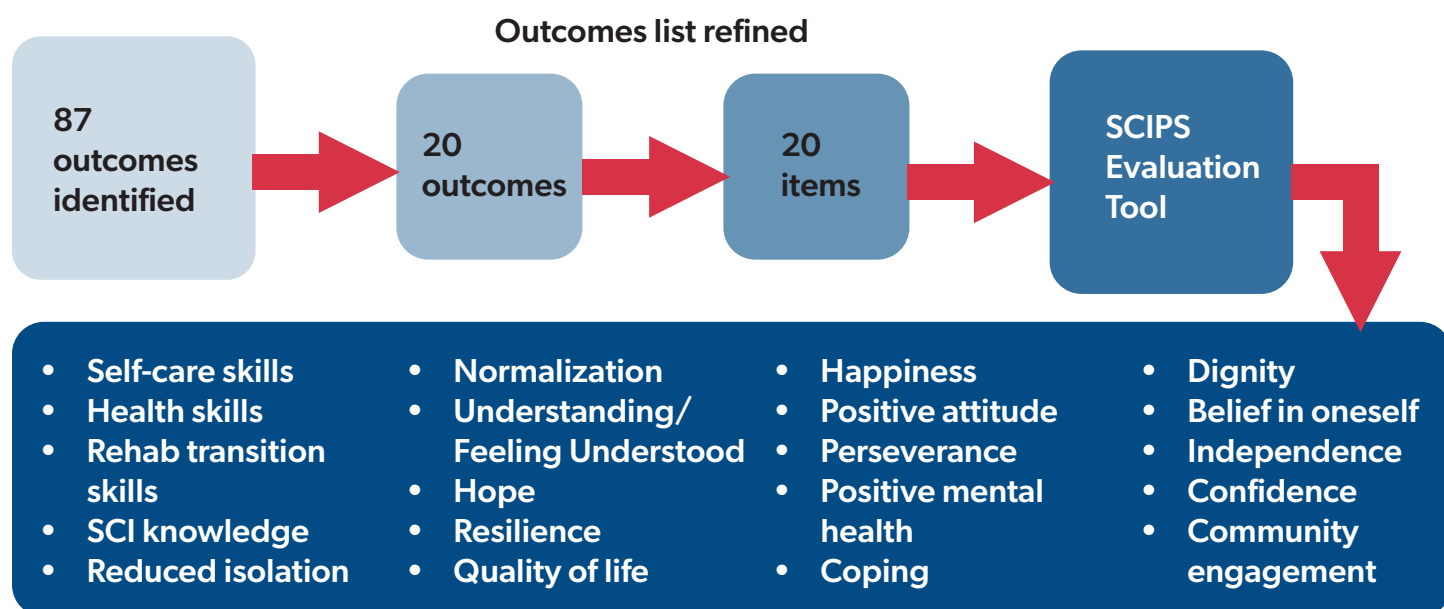 Outcomes list refined
87
outcomes
identified
20
outcomes
20
items
SCIPS
Evaluation
Tool
• Self-care skills
• Health skills
• Rehab transition
skills
• SCI knowledge
• Reduced isolation
• Normalization
• Understanding/
Feeling Understood
• Hope
• Resilience
• Quality of life
• Happiness
• Positive attitude
• Perseverance
• Positive mental
health
• Coping
• Dignity
• Belief in oneself
• Independence
• Confidence
• Community
engagement